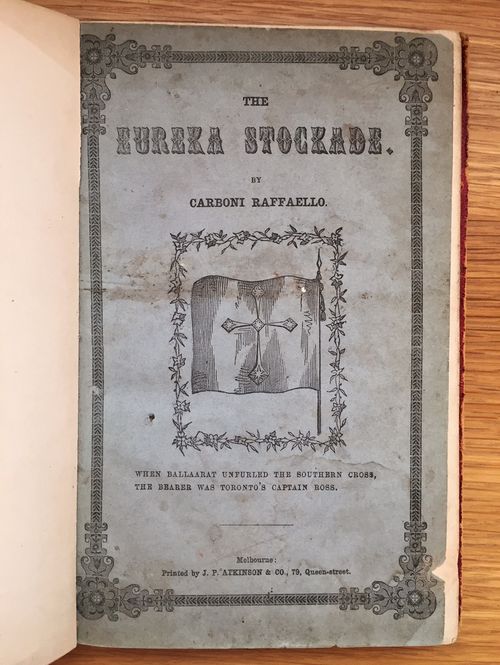 THE
EUREKA STOCKADE.
BY
CARBONI RAFFAELLO.
WHEN BALLAARAT UNFURLED THE SOUTHERN CROSS,
THE BEARER WAS TORONTO'S CAPTAIN ROSS.
Melbourne:
Printed by J. P. ATKINSON & CO., 79, Queen-street.